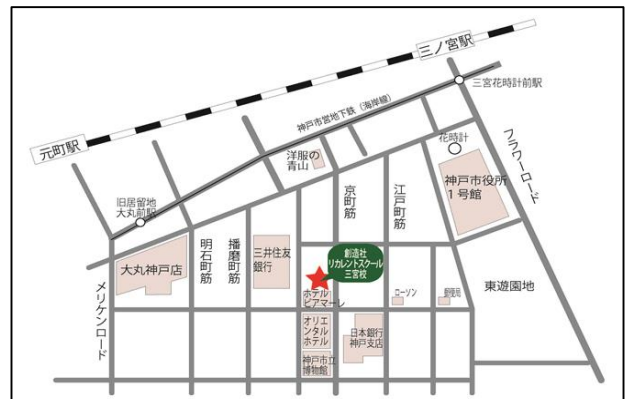 三ノ宮駅
三宮花時計前駅
神戸市営地下鉄(海岸線)
元町駅
花時計
フラワーロード
洋服の
青山
神戸市役所
1号館
旧居留地
大丸前駅
京町筋
江戸町筋
明石町筋
播磨町筋
三井住友
銀行
創造社
リカレントスクール
三宮校
大丸神戸店
東遊園地
メリケンロード
ホテル
ビアマーレ
ローソン
郵便局
オリエ
ンタル
ホテル
日本銀行
神戸支店
神戸市立
博物館